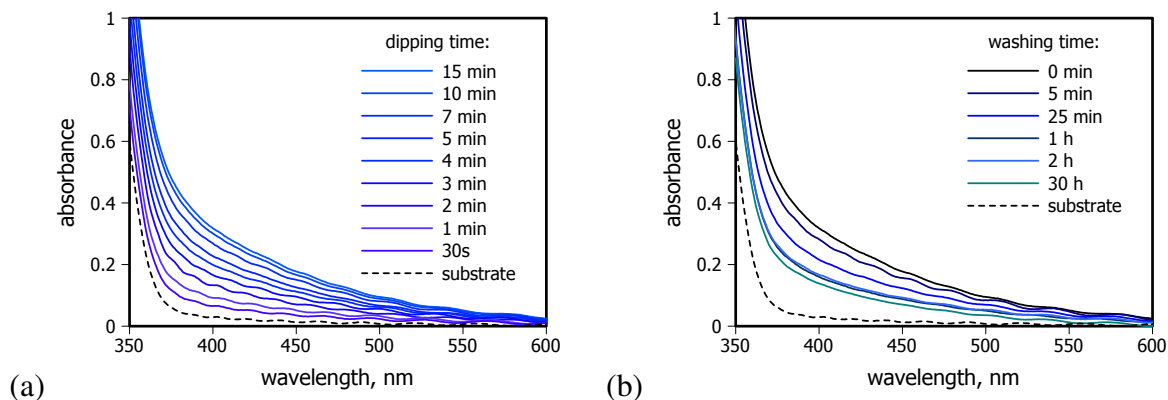 1
0.8
0.6
0.4
0.2
0
350
400
450
500
550
600
absorbance
wavelength, nm
dipping time:
15 min
10 min
7 min
5 min
4 min
3 min
2 min
1 min
30s
substrate
(a)
1
0.8
0.6
0.4
0.2
0
350
400
450
500
550
600
absorbance
wavelength, nm
washing time:
0 min
5 min
25 min
1 h
2 h
30 h
substrate
(b)